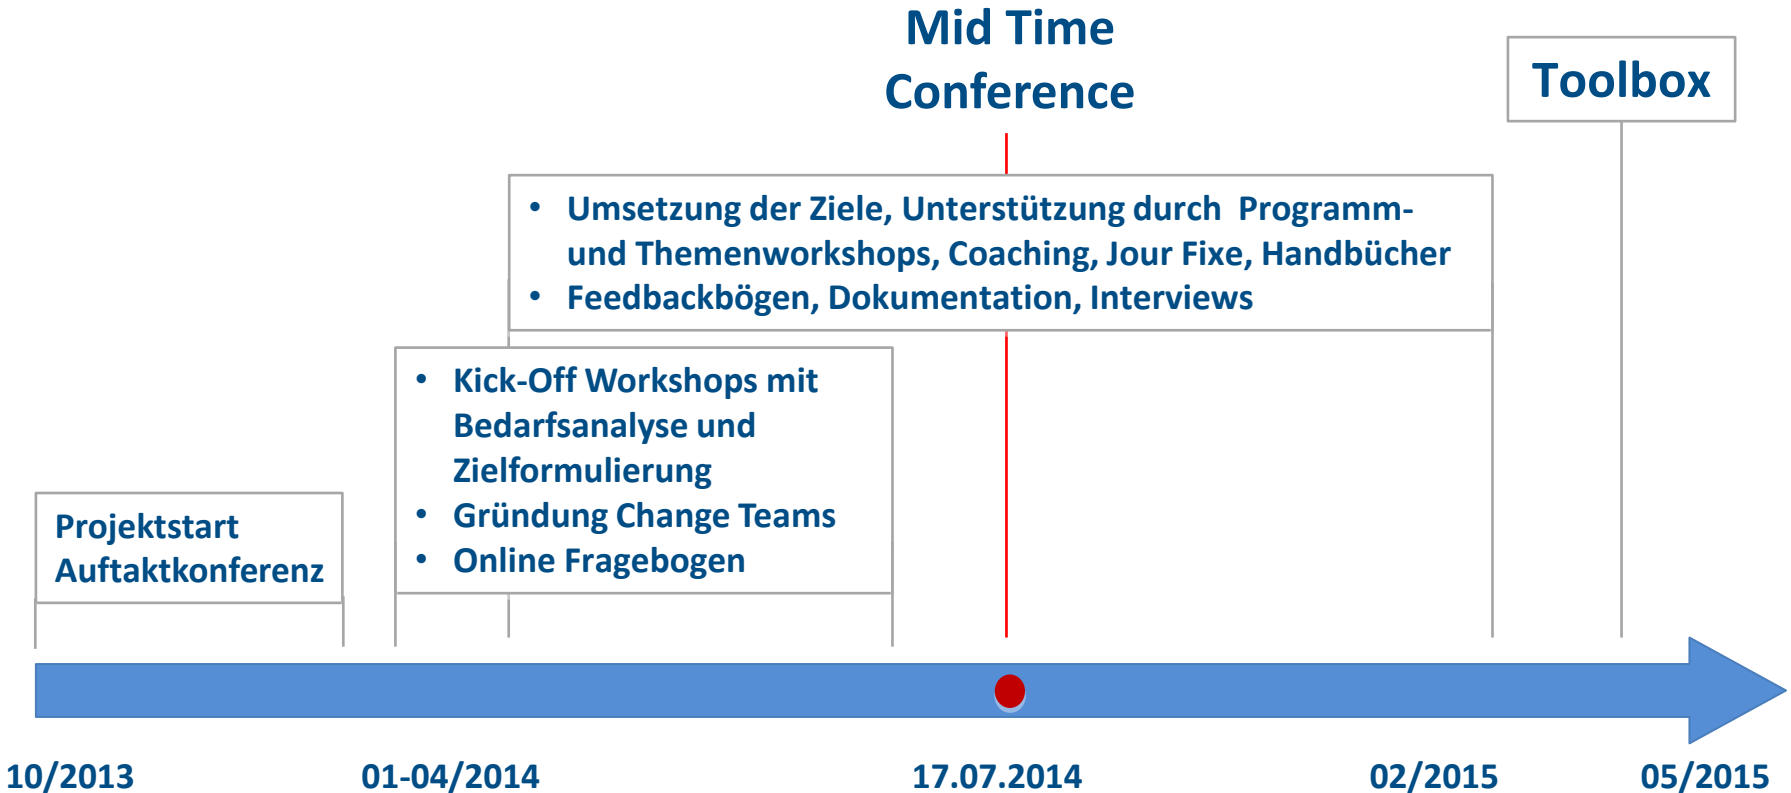 Mid Time
Conference
Toolbox
• Umsetzung der Ziele, Unterstützung durch Programm-
und Themenworkshops, Coaching, Jour Fixe, Handbücher
• Feedbackbögen, Dokumentation, Interviews
• Kick-Off Workshops mit
Bedarfsanalyse und
Zielformulierung
• Gründung Change Teams
• Online Fragebogen
Projektstart
Auftaktkonferenz
10/2013
01-04/2014
17.07.2014
02/2015
05/2015